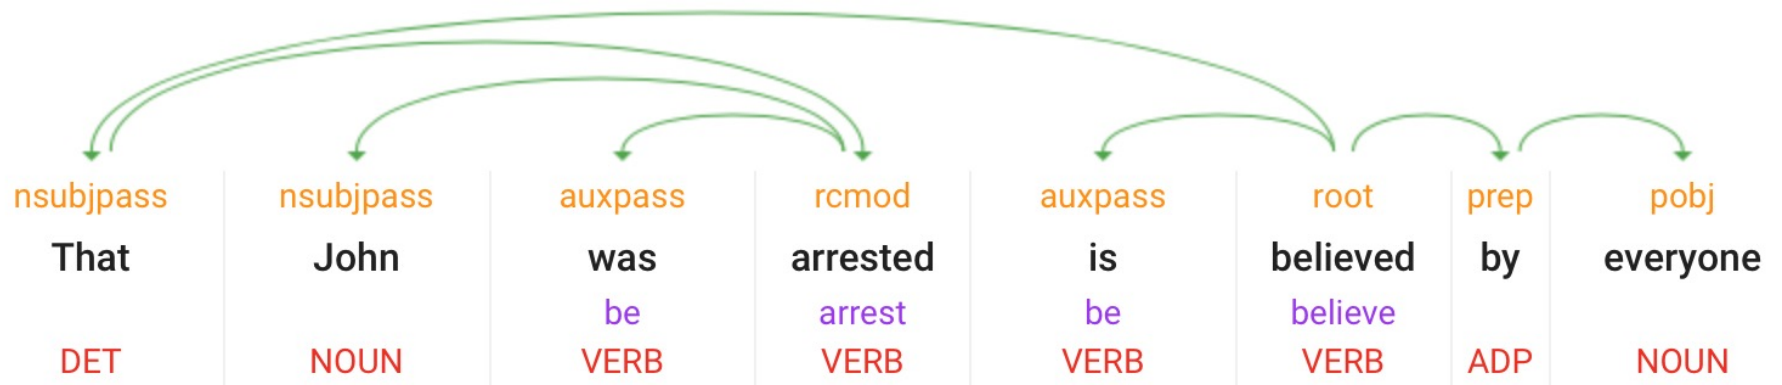 nsubjpass nsubjpass auxpass rcmod auxpass root prep pobj
That John was arrested is believed by everyone
be arrest be believe
DET NOUN VERB VERB VERB VERB ADP NOUN